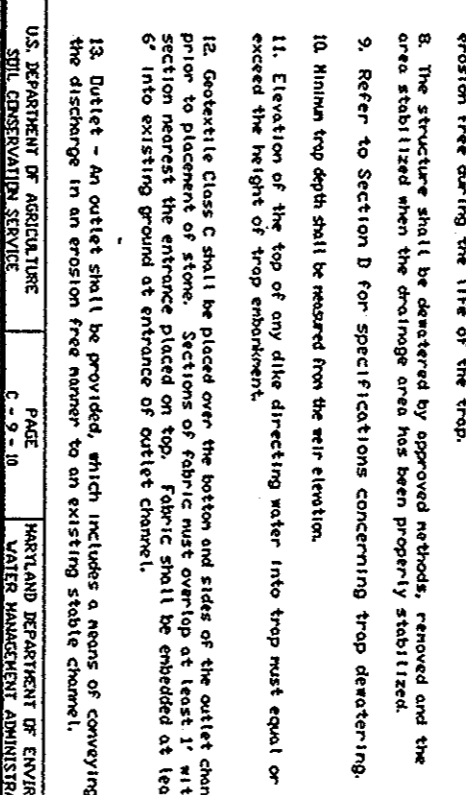 erosion free during the life of the trap.
8. The structure shall be dewatered by approved methods, removed and the
area stabilized when the drainage area has been properly stabilized.
9. Refer to Section D for specifications concerning trap dewatering.
10. Minimum trap depth shall be measured from the weir elevation.
11. Elevation of the top of any dike directing water into trap must equal or
exceed the height of trap embankment.
12. Geotextile Class C shall be placed over the bottom and sides of the outlet chan
prior to placement of stone. Sections of fabric must overlap at least 1' wit
section nearest the entrance placed on top. Fabric shall be embedded at lea
6" into existing ground at entrance of outlet channel.
13. Outlet - An outlet shall be provided, which includes a means of conveying
the discharge in an erosion free manner to an existing stable channel.
U.S. DEPARTMENT OF AGRICULTURE
SOIL CONSERVATION SERVICE
PAGE
C - 9 - 10
MARYLAND DEPARTMENT OF ENVIR
WATER MANAGEMENT ADMINISTRA